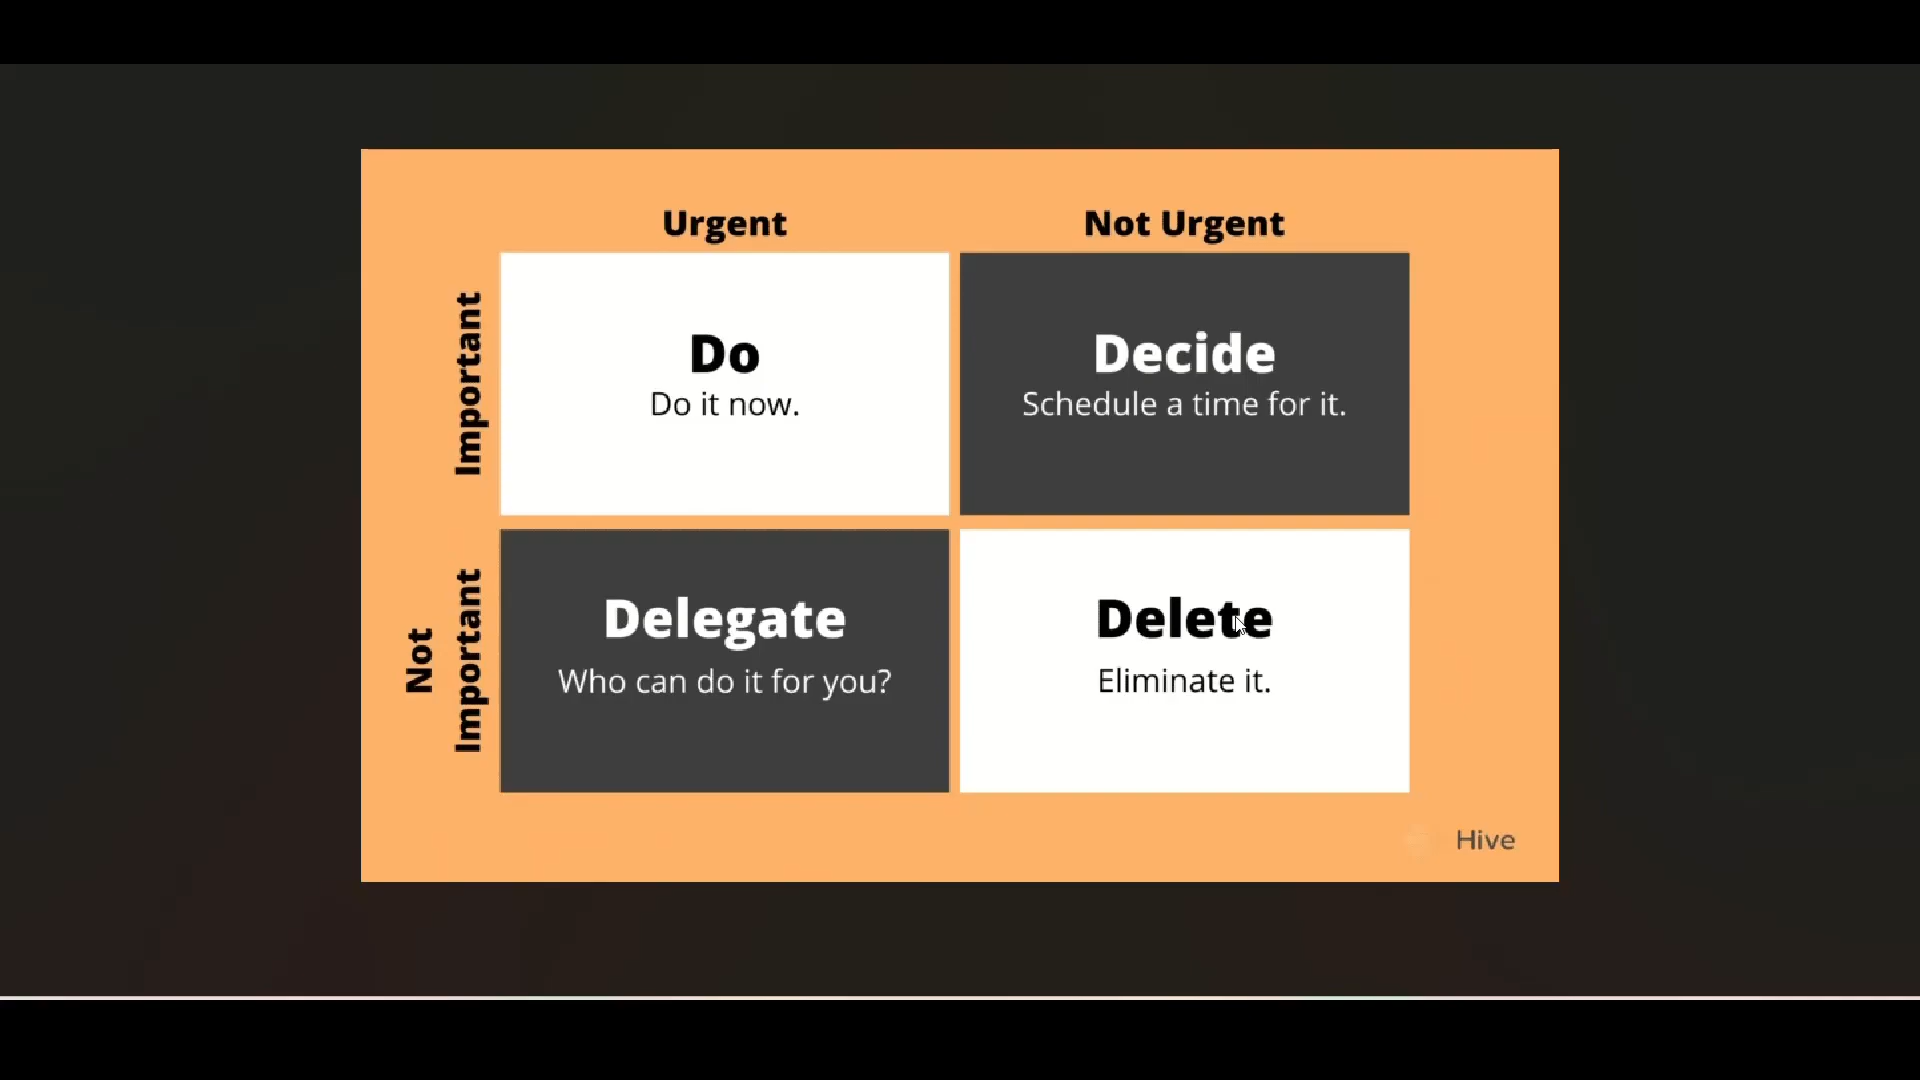 Urgent
Not Urgent
Important
Do
Do it now.
Decide
Schedule a time for it.
Not
Important
Delegate
Who can do it for you?
Delete
Eliminate it.
Hive